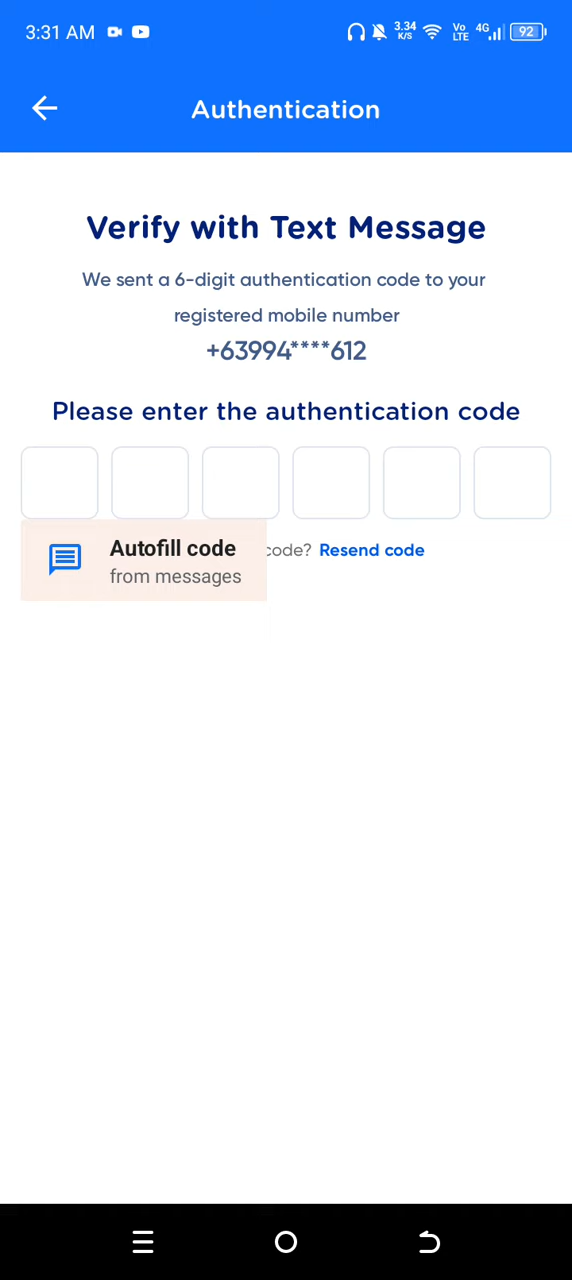 3:31 AM
3.34
K/S
Vo
LTE
4G
92
Authentication
Verify with Text Message
We sent a 6-digit authentication code to your
registered mobile number
+63994****612
Please enter the authentication code
Autofill code
from messages
code? Resend code